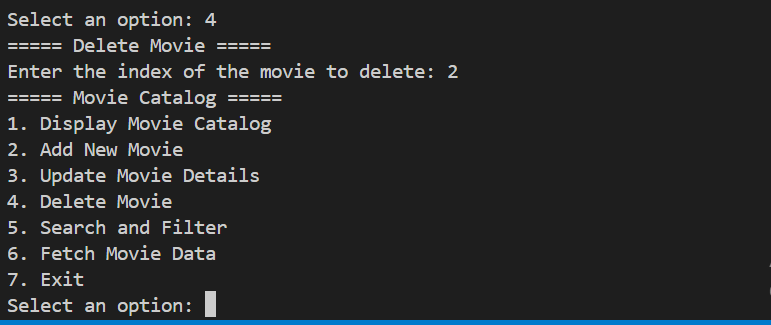 Select an option: 4
===== Delete Movie =====
Enter the index of the movie to delete: 2
===== Movie Catalog =====
1. Display Movie Catalog
2. Add New Movie
3. Update Movie Details
4. Delete Movie
5. Search and Filter
6. Fetch Movie Data
7. Exit
Select an option: